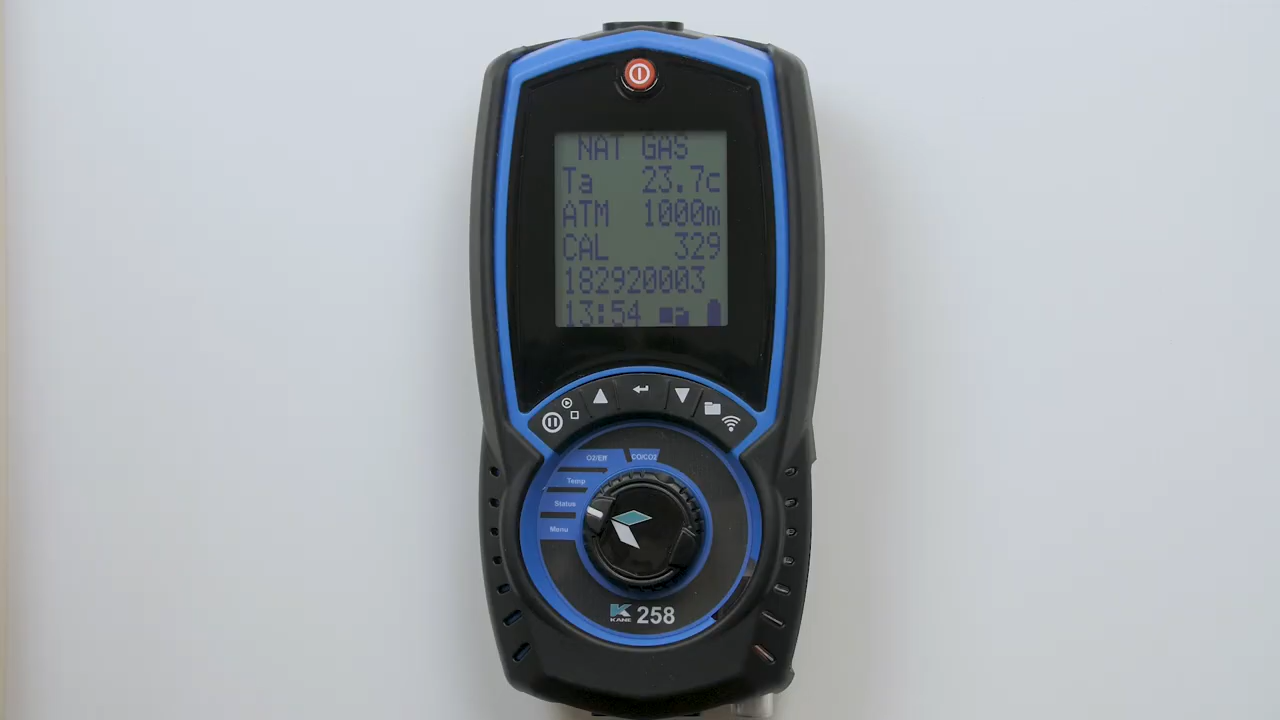 NAT GAS
Ta 23.7c
ATM 1000m
CAL 329
182920003
13:54
O2/Eff
CO/CO2
Temp
Status
Menu
K
KANE 258